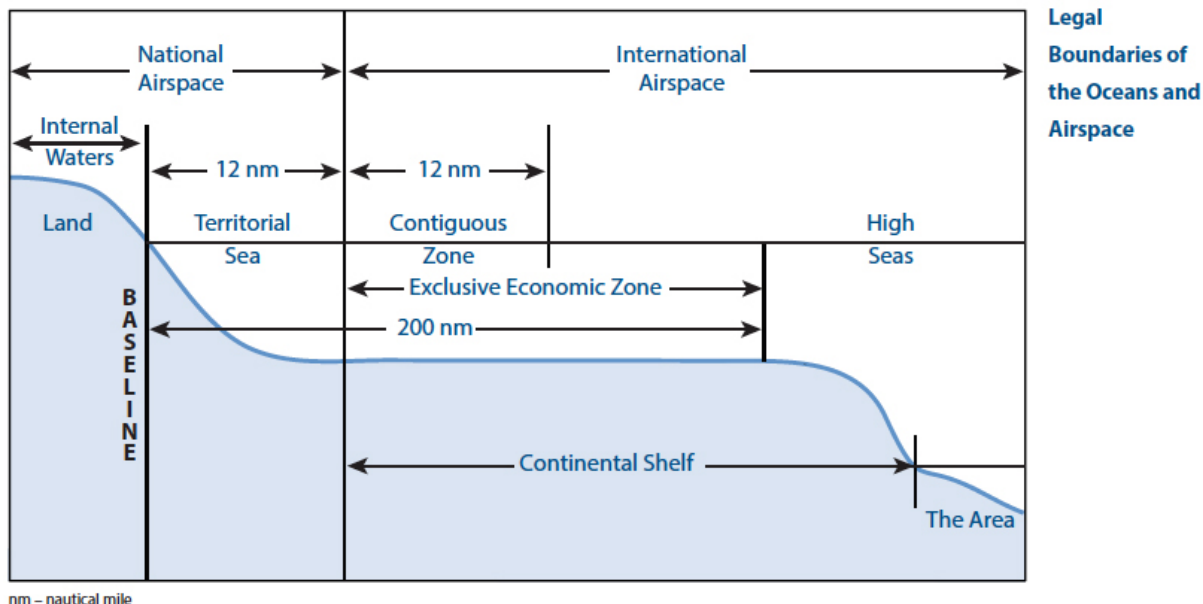 Legal
Boundaries of
the Oceans and
Airspace
National
Airspace
International
Airspace
Internal
Waters
12 nm
12 nm
Land
Territorial
Sea
Contiguous
Zone
High
Seas
Exclusive Economic Zone
200 nm
BASELINE
Continental Shelf
The Area
nm – nautical mile